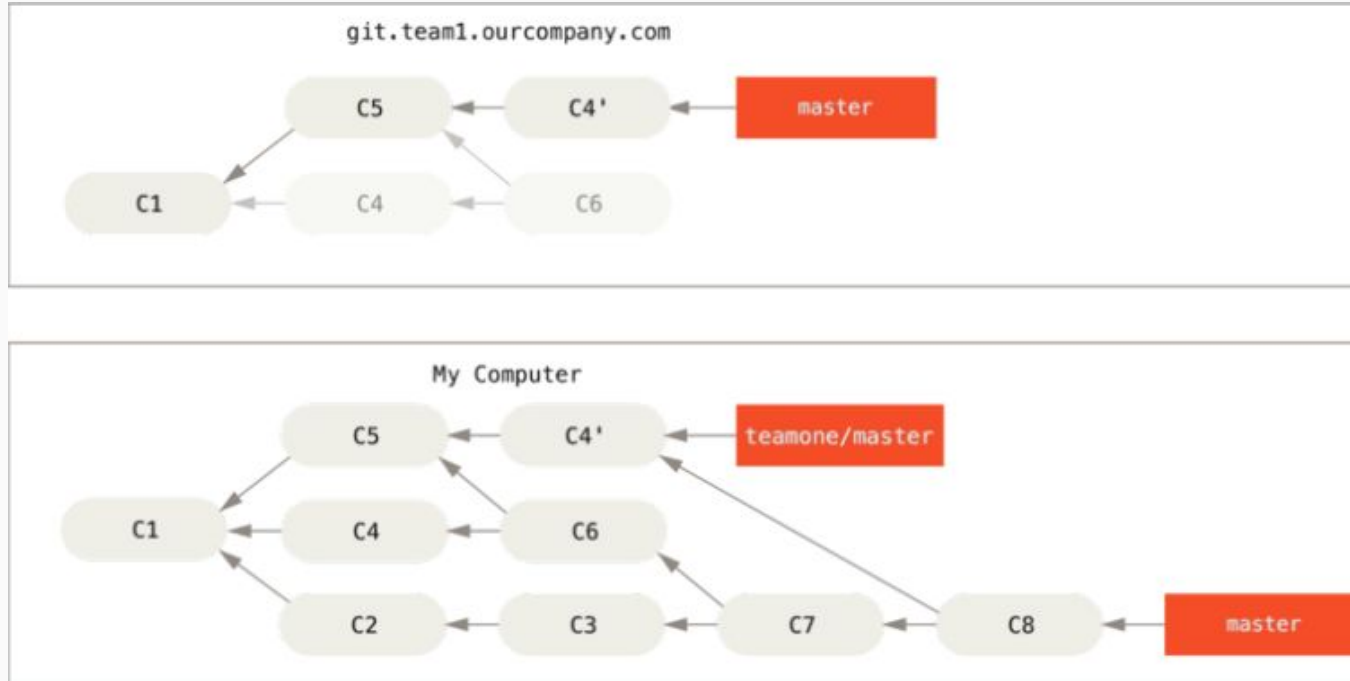 git.team1.ourcompany.com
C5 C4' master
C1 C4 C6
My Computer
C5 C4' teamone/master
C1 C4 C6
C2 C3 C7 C8 master